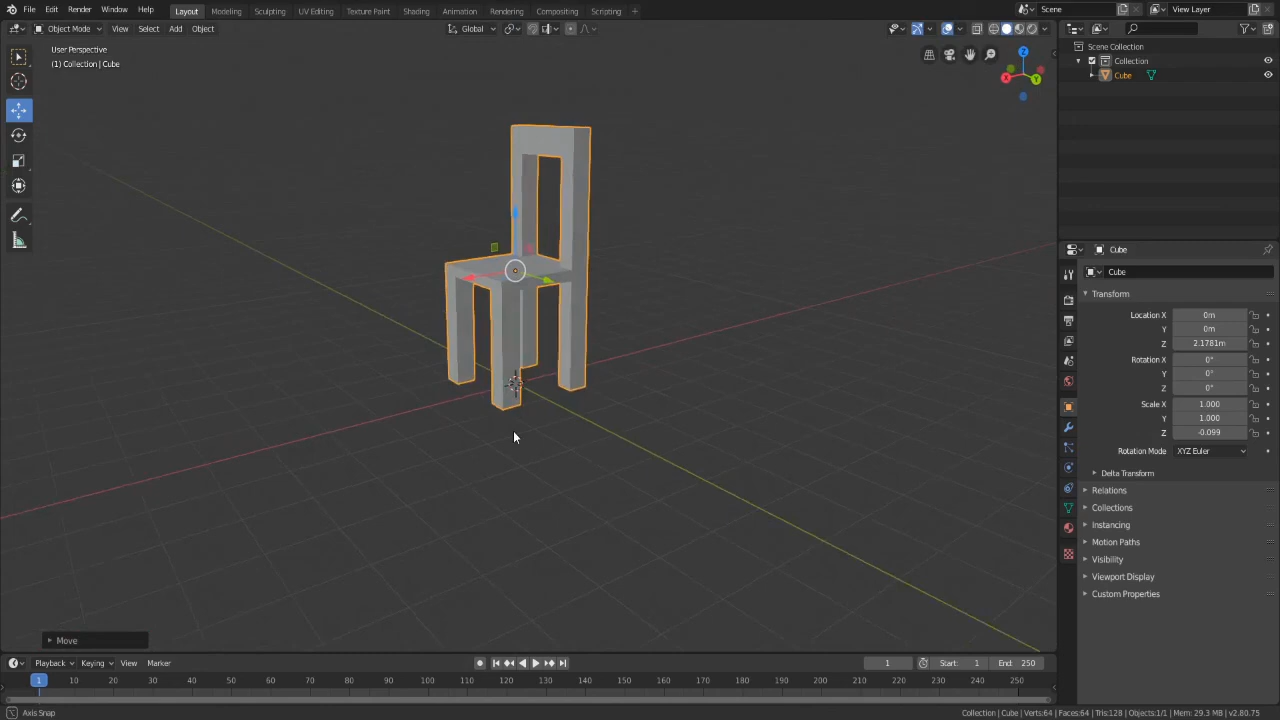 File Edit Render Window Help Layout Modeling Sculpting UV Editing Texture Paint Shading Animation Rendering Compositing Scripting + Scene View Layer
Object Mode View Select Add Object Global
User Perspective
(1) Collection | Cube
Scene Collection
Collection
Cube
X Y Z
Cube
Cube
Transform
Location X 0m
Y 0m
Z 2.1781m
Rotation X 0°
Y 0°
Z 0°
Scale X 1.000
Y 1.000
Z -0.099
Rotation Mode XYZ Euler
Delta Transform
Relations
Collections
Instancing
Motion Paths
Visibility
Viewport Display
Custom Properties
Move
Playback Keying View Marker 1 Start: 1 End: 250
1 10 20 30 40 50 60 70 80 90 100 110 120 130 140 150 160 170 180 190 200 210 220 230 240 250
Axis Snap Collection | Cube | Verts:64 | Faces:64 | Tris:128 | Objects:1/1 | Mem: 29.3 MB | v2.80.75